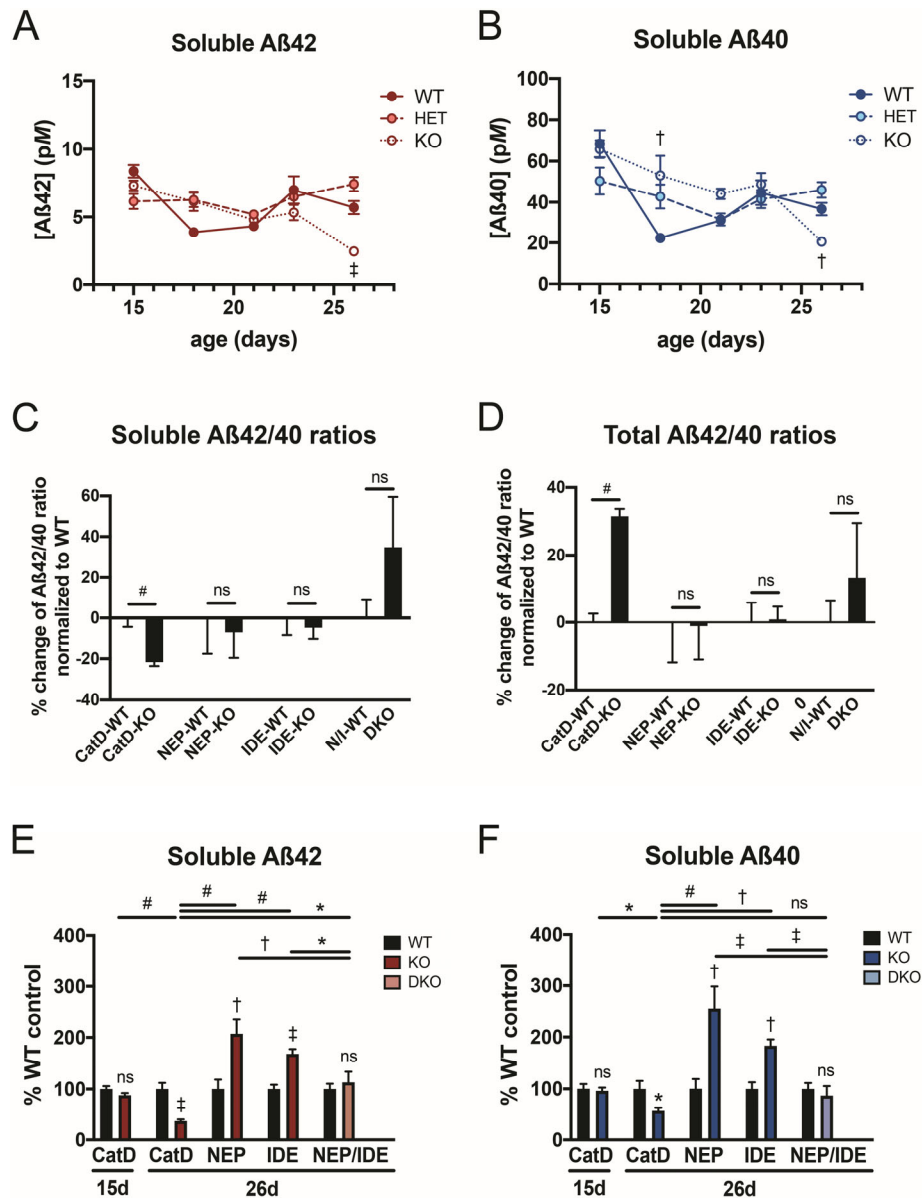 A
Soluble Aß42
[Aß42] (pM)
15
10
5
0
15 20 25
age (days)
WT
HET
KO
‡
B
Soluble Aß40
[Aß40] (pM)
100
80
60
40
20
0
15 20 25
age (days)
WT
HET
KO
†
†
C
Soluble Aß42/40 ratios
% change of Aß42/40 ratio
normalized to WT
60
40
20
0
-20
-40
# ns ns ns
CatD-WT
CatD-KO
NEP-WT
NEP-KO
IDE-WT
IDE-KO
N/I-WT
DKO
D
Total Aß42/40 ratios
% change of Aß42/40 ratio
normalized to WT
40
20
0
-20
# ns ns ns
CatD-WT
CatD-KO
NEP-WT
NEP-KO
IDE-WT
IDE-KO
0
N/I-WT
DKO
E
Soluble Aß42
% WT control
400
300
200
100
0
# # # *
† *
ns ‡ † ‡ ns
WT
KO
DKO
CatD CatD NEP IDE NEP/IDE
15d 26d
F
Soluble Aß40
% WT control
400
300
200
100
0
* # † ns
‡ ‡
ns * † † ns
WT
KO
DKO
CatD CatD NEP IDE NEP/IDE
15d 26d